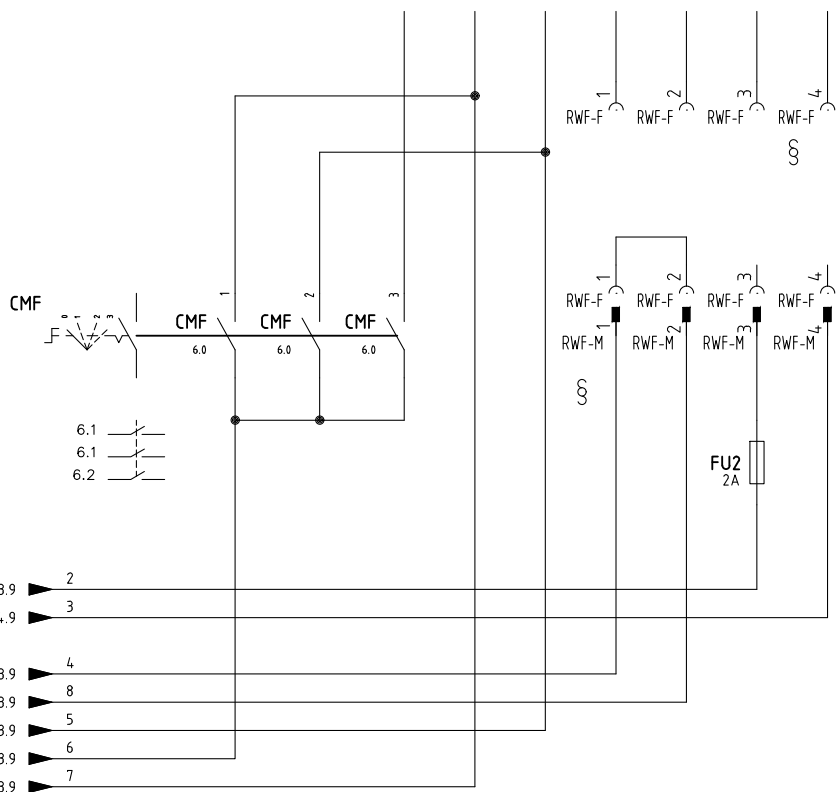 1 2 3 4
RWF-F RWF-F RWF-F RWF-F
§ 
1 2 3 4
RWF-F RWF-F RWF-F RWF-F
1 2 3 4
RWF-M RWF-M RWF-M RWF-M
§
CMF
0 1 2 3
1 2 3
CMF CMF CMF
6.0 6.0 6.0
6.1
6.1
6.2
FU2
2A
2
3
4
8
5
6
7